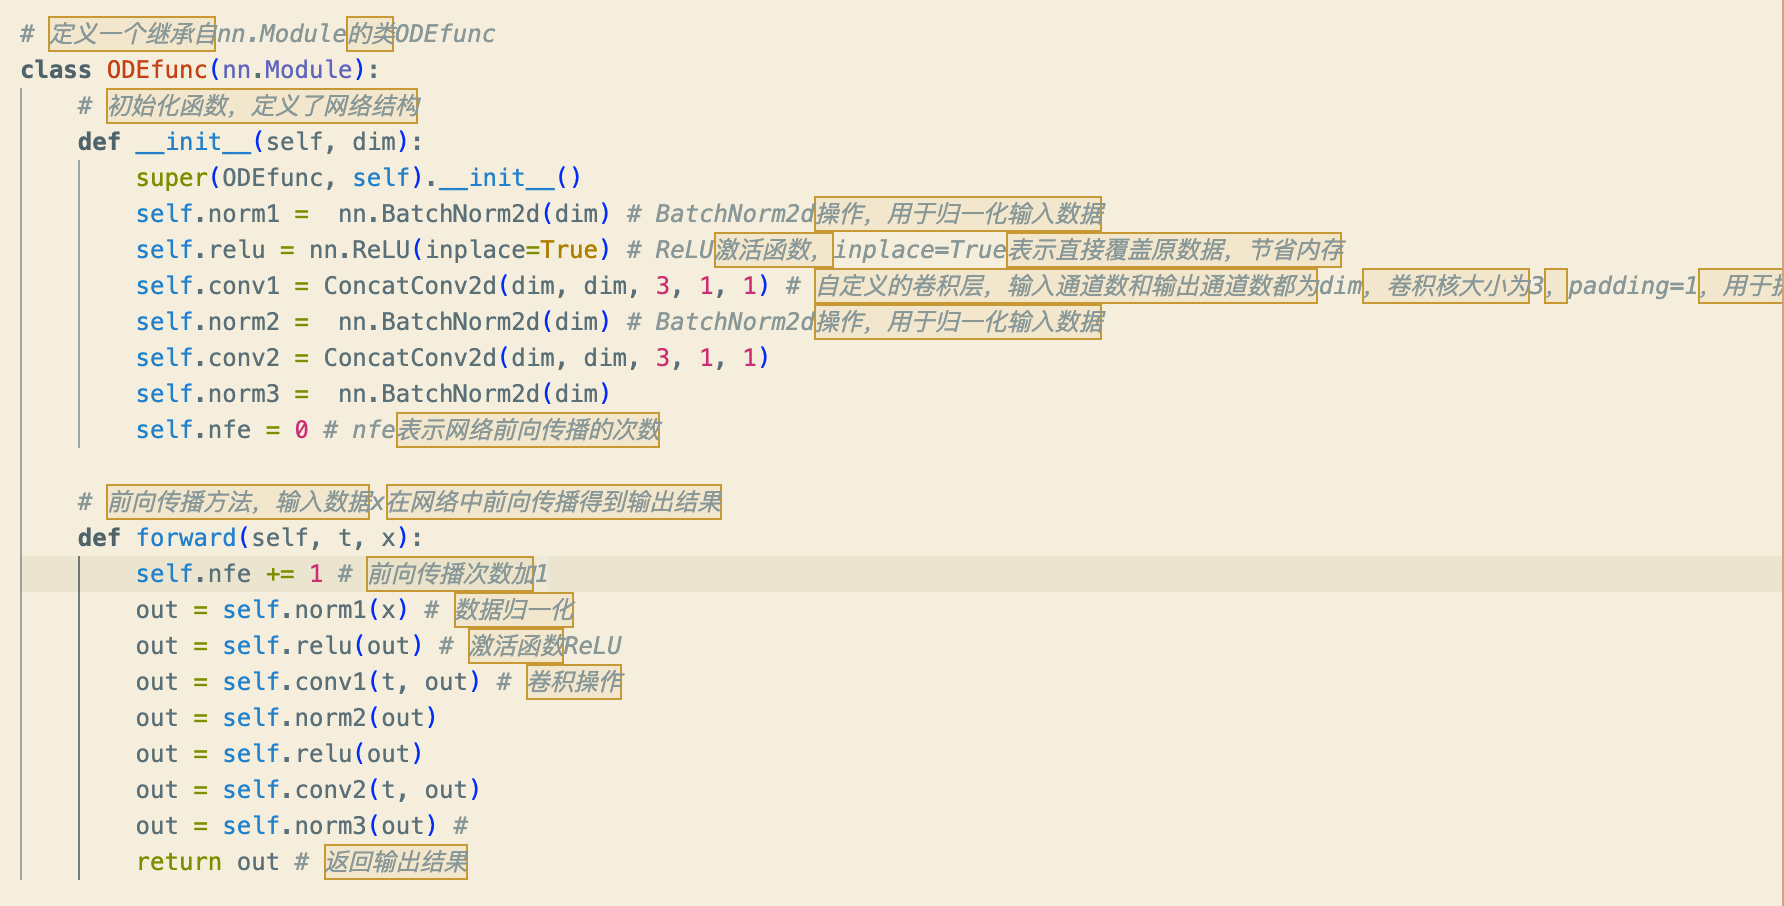 # 定义一个继承自nn.Module的类ODEfunc
class ODEfunc(nn.Module):
    # 初始化函数，定义了网络结构
    def __init__(self, dim):
        super(ODEfunc, self).__init__()
        self.norm1 =  nn.BatchNorm2d(dim) # BatchNorm2d操作，用于归一化输入数据
        self.relu = nn.ReLU(inplace=True) # ReLU激活函数，inplace=True表示直接覆盖原数据，节省内存
        self.conv1 = ConcatConv2d(dim, dim, 3, 1, 1) # 自定义的卷积层，输入通道数和输出通道数都为dim，卷积核大小为3，padding=1，用于
        self.norm2 =  nn.BatchNorm2d(dim) # BatchNorm2d操作，用于归一化输入数据
        self.conv2 = ConcatConv2d(dim, dim, 3, 1, 1)
        self.norm3 =  nn.BatchNorm2d(dim)
        self.nfe = 0 # nfe表示网络前向传播的次数
    # 前向传播方法，输入数据x在网络中前向传播得到输出结果
    def forward(self, t, x):
        self.nfe += 1 # 前向传播次数加1
        out = self.norm1(x) # 数据归一化
        out = self.relu(out) # 激活函数ReLU
        out = self.conv1(t, out) # 卷积操作
        out = self.norm2(out)
        out = self.relu(out)
        out = self.conv2(t, out)
        out = self.norm3(out) #
        return out # 返回输出结果